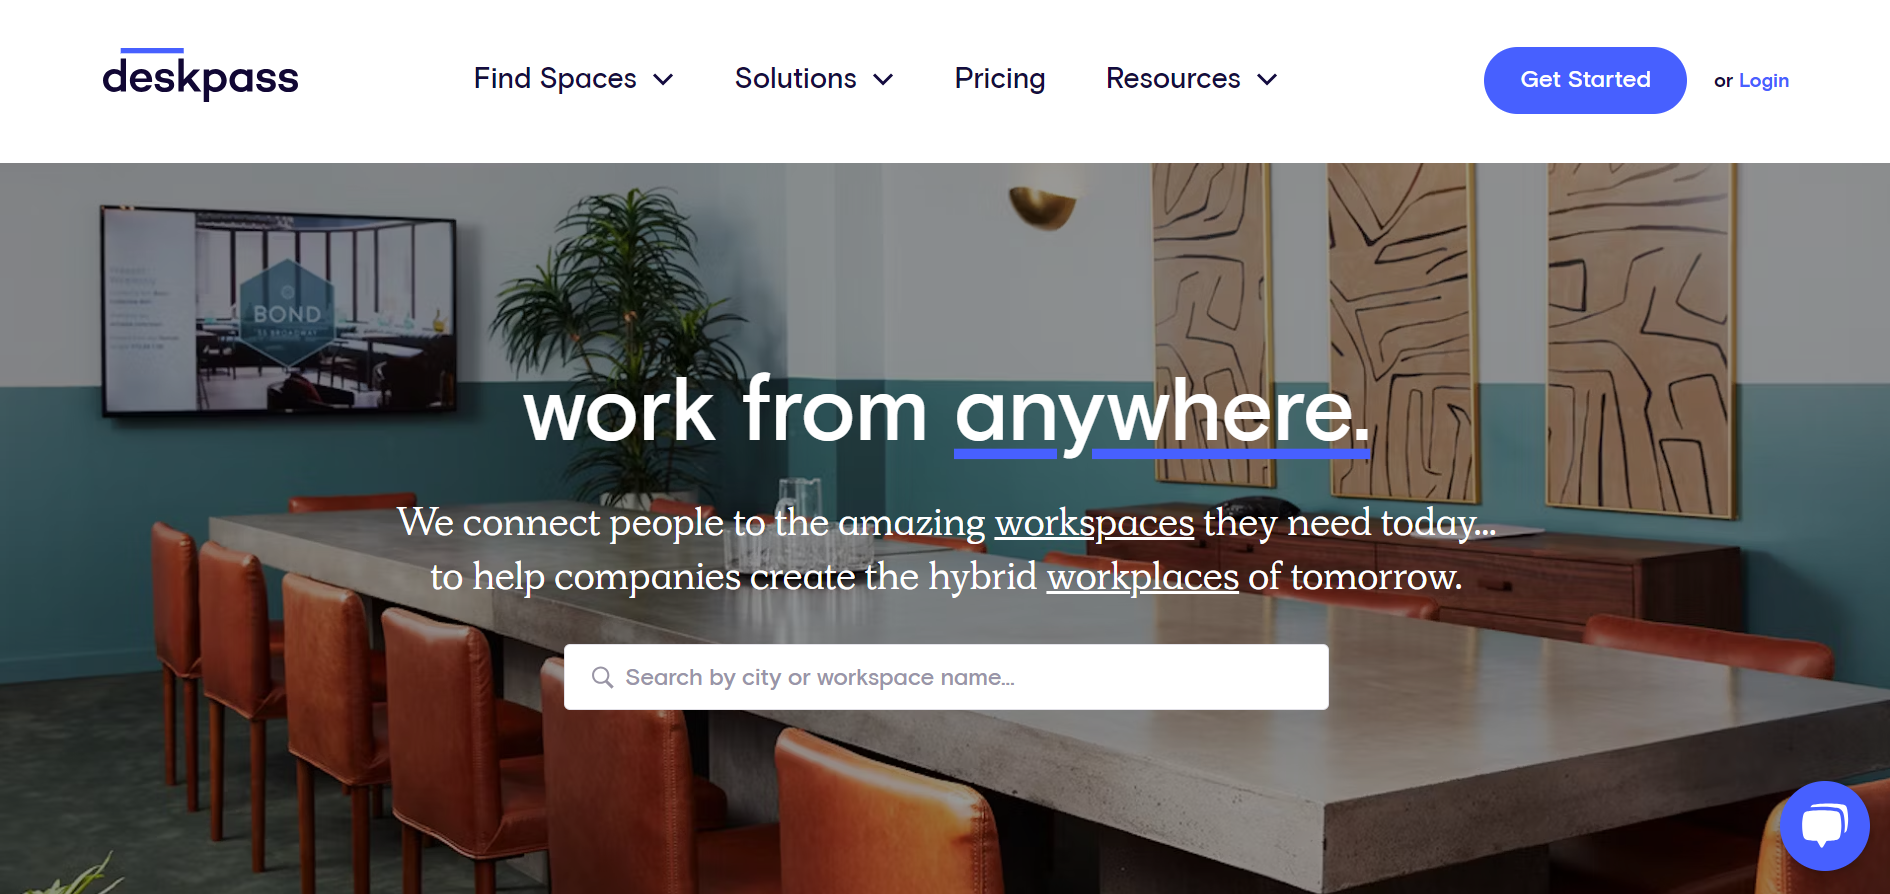 deskpass
Find Spaces
Solutions
Pricing
Resources
Get Started
or Login
BOND
55 BROADWAY
work from anywhere.
We connect people to the amazing workspaces they need today...
to help companies create the hybrid workplaces of tomorrow.
Search by city or workspace name...